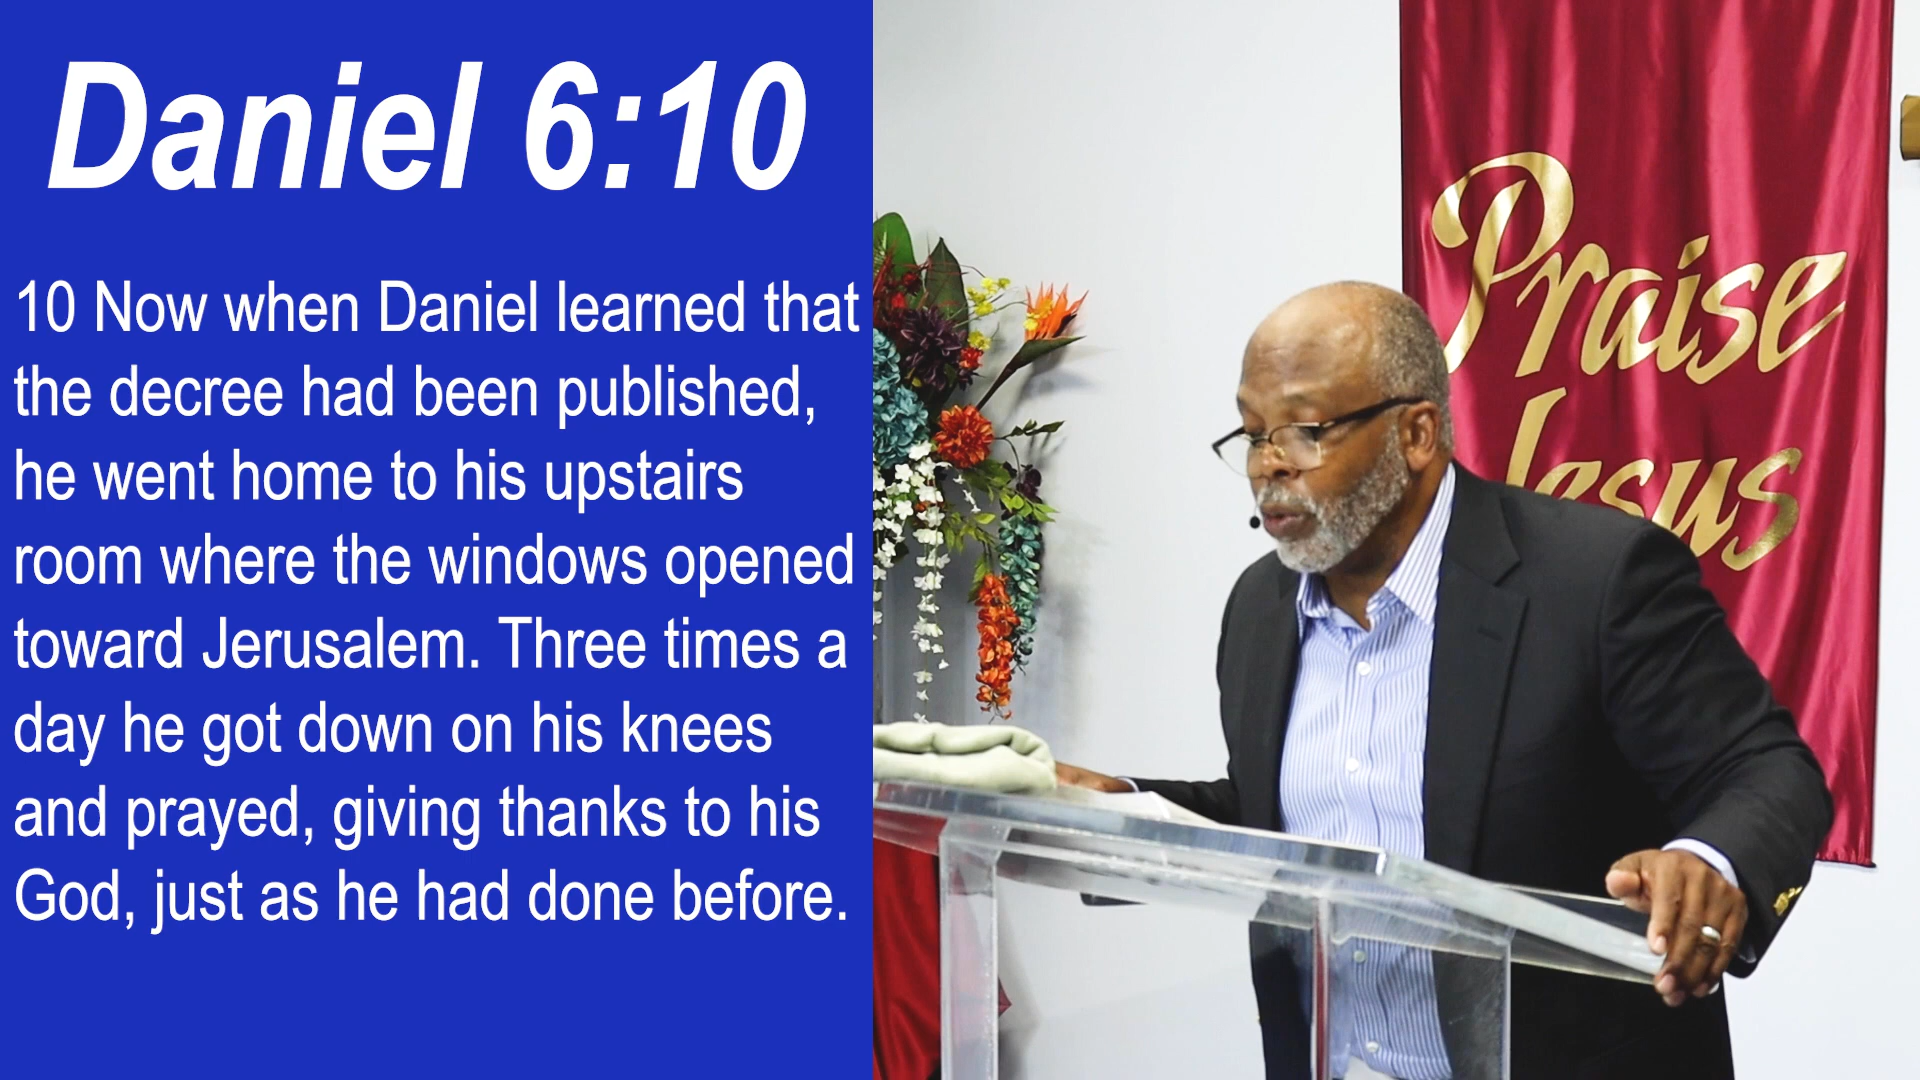 Daniel 6:10
10 Now when Daniel learned that
the decree had been published,
he went home to his upstairs
room where the windows opened
toward Jerusalem. Three times a
day he got down on his knees
and prayed, giving thanks to his
God, just as he had done before.
Praise
Jesus